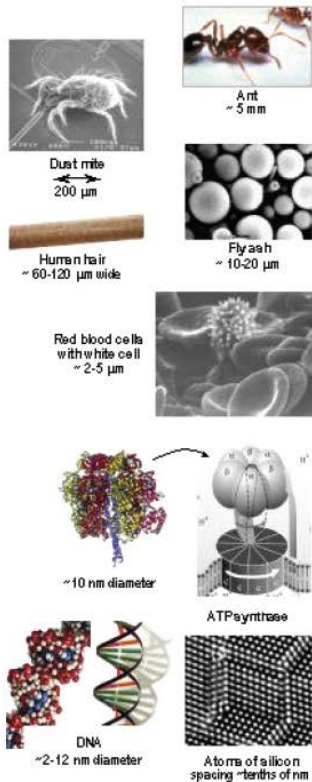 Ant
~ 5 mm
Dust mite
200 µm
Human hair
~ 60-120 µm wide
Fly ash
~ 10-20 µm
Red blood cells
with white cell
~ 2-5 µm
~10 nm diameter
ATP synthase
DNA
~2-12 nm diameter
Atoms of silicon
spacing ~tenths of nm